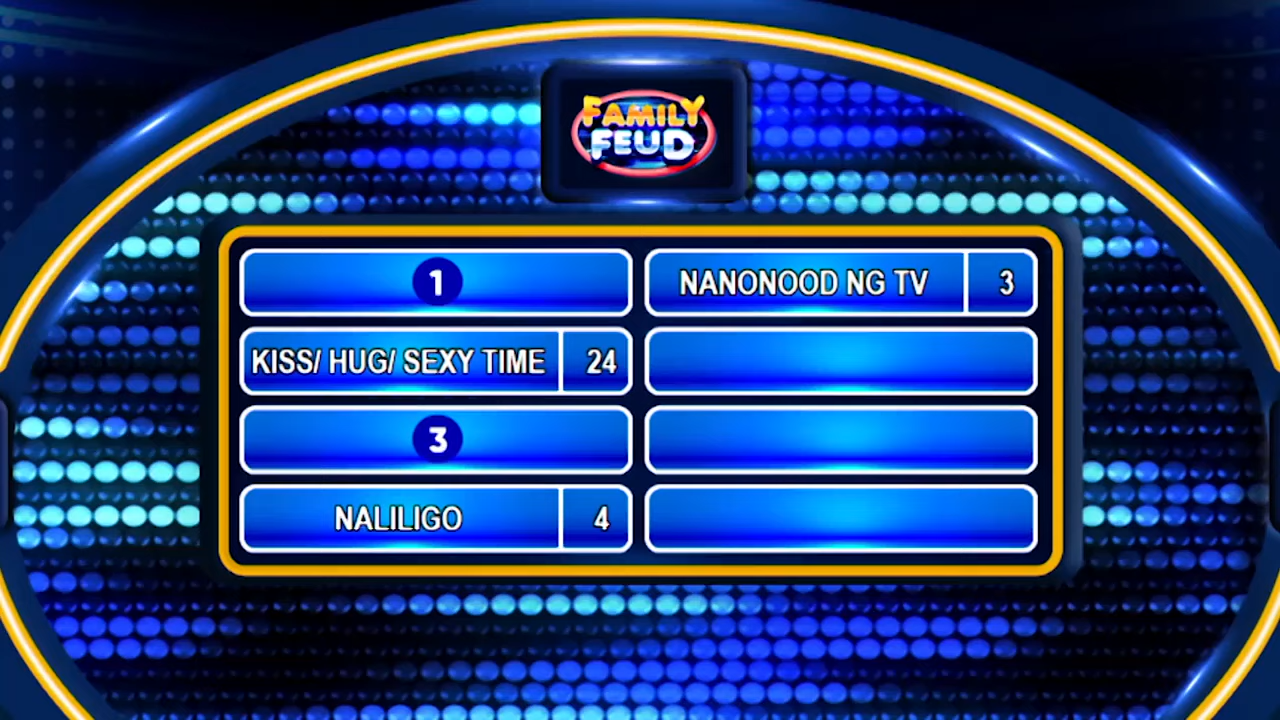 FAMILY
FEUD
1
KISS/ HUG/ SEXY TIME 24
3
NALILIGO 4
NANONOOD NG TV 3